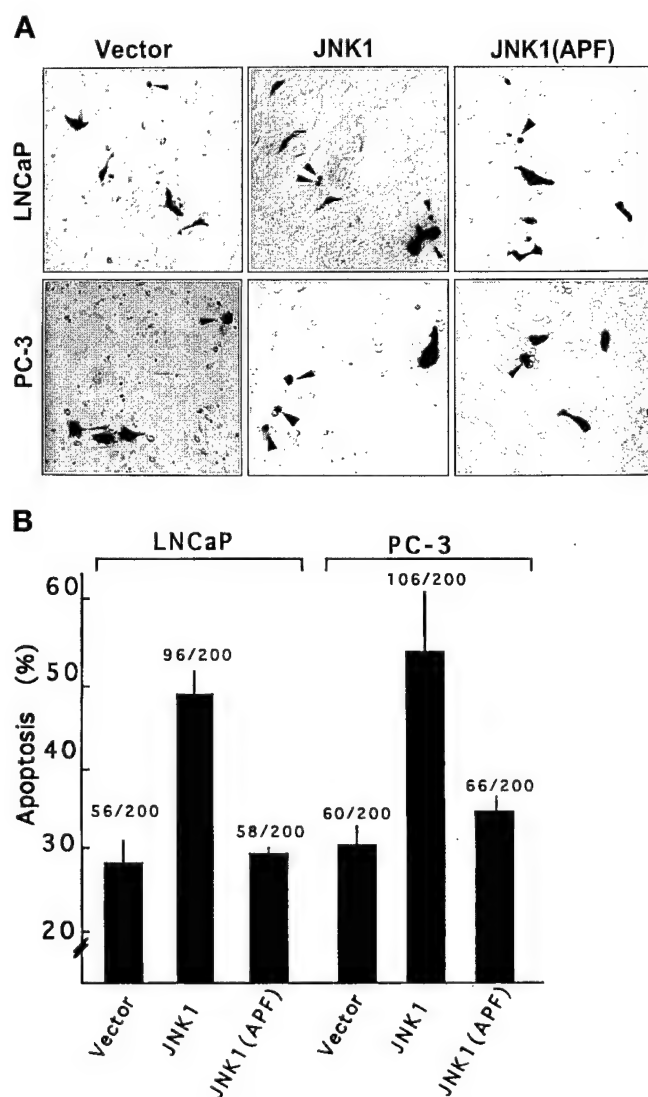 A
Vector JNK1 JNK1(APF)
LNCaP
PC-3
B
LNCaP PC-3
Apoptosis (%)
60
50
40
30
20
56/200
96/200
58/200
60/200
106/200
66/200
Vector
JNK1
JNK1(APF)
Vector
JNK1
JNK1(APF)